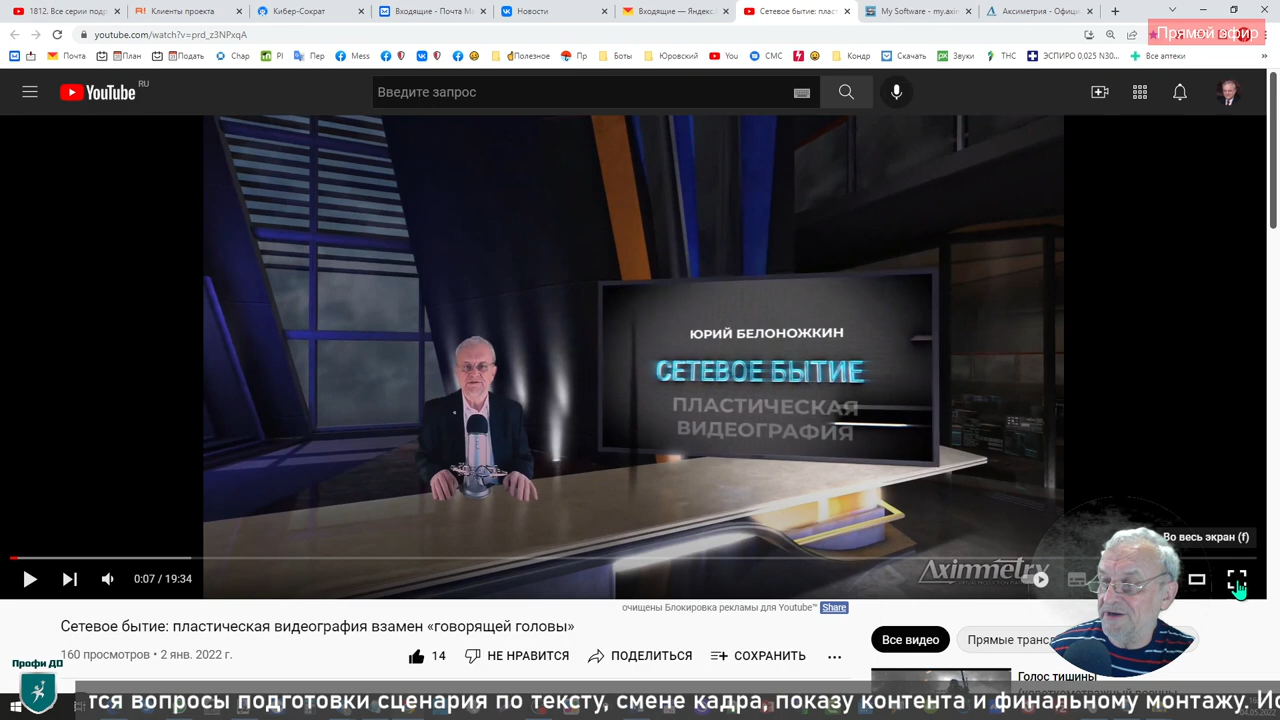 1812. Все серии подр
Клиенты проекта
Кибер-Сократ
Входящие - Почта М
Новости
Входящие — Яндекс.
Сетевое бытие: плас
My Software - my.axim
Аксиметрия - Официа
youtube.com/watch?v=prd_z3NPxqA
Прямой эфир
Почта
План
Подать
Chap
Pl
Пер
Mess
Полезное
Пр
Боты
Юровский
You
СМС
Кондр
Скачать
Звуки
ТНС
ЭСПИРО 0,025 N30...
Все аптеки
»
YouTube RU
Введите запрос
ЮРИЙ БЕЛОНОЖКИН
СЕТЕВОЕ БЫТИЕ
ПЛАСТИЧЕСКАЯ
ВИДЕОГРАФИЯ
Во весь экран (f)
Aximmetry
0:07 / 19:34
очищены Блокировка рекламы для Youtube™ Share
Сетевое бытие: пластическая видеография взамен «говорящей головы»
160 просмотров • 2 янв. 2022 г.
14
НЕ НРАВИТСЯ
ПОДЕЛИТЬСЯ
СОХРАНИТЬ
Все видео
Прямые трансл
Голос тишины
Профи ДП
тся вопросы подготовки сценария по тексту, смене кадра, показу контента и финальному монтажу. Ис